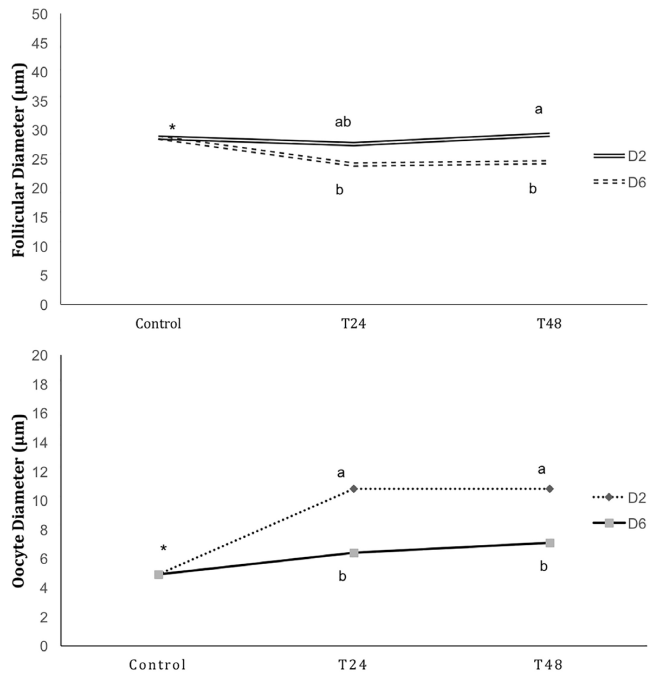 50
45
40
35
30
25
20
15
10
5
0
Follicular Diameter (µm)
*
ab
a
b
b
D2
D6
Control
T24
T48
20
18
16
14
12
10
8
6
4
2
0
Oocyte Diameter (µm)
*
a
a
b
b
D2
D6
Control
T24
T48